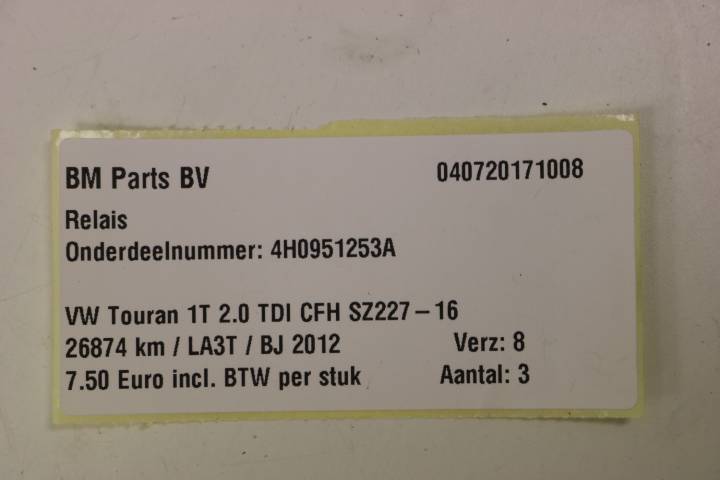 BM Parts BV 040720171008
Relais
Onderdeelnummer: 4H0951253A
VW Touran 1T 2.0 TDI CFH SZ227-16
26874 km / LA3T / BJ 2012 Verz: 8
7.50 Euro incl. BTW per stuk Aantal: 3